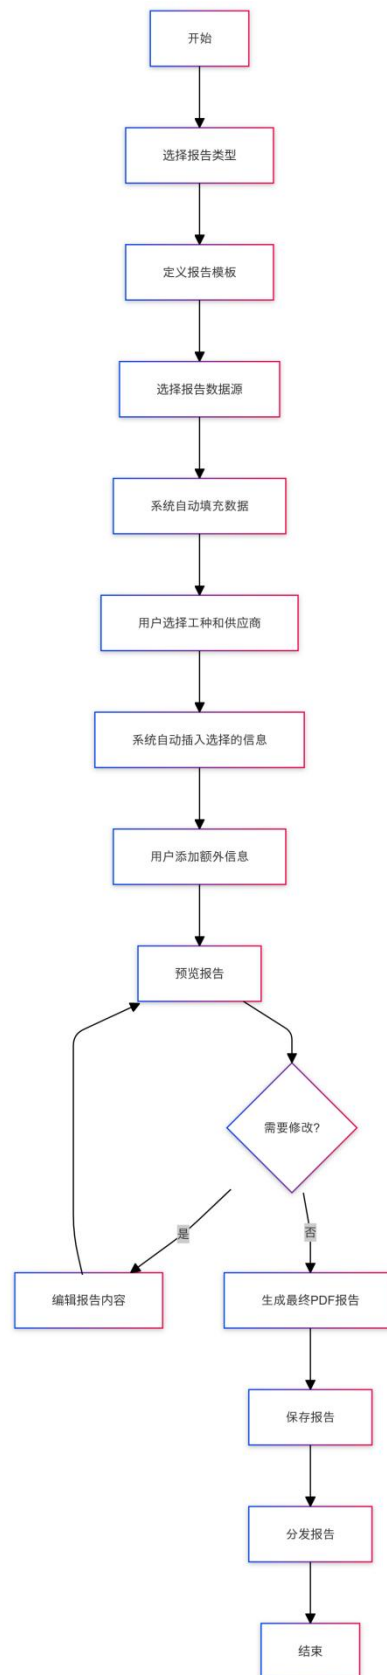 开始
选择报告类型
定义报告模板
选择报告数据源
系统自动填充数据
用户选择工种和供应商
系统自动插入选择的信息
用户添加额外信息
预览报告
需要修改?
是
否
编辑报告内容
生成最终PDF报告
保存报告
分发报告
结束